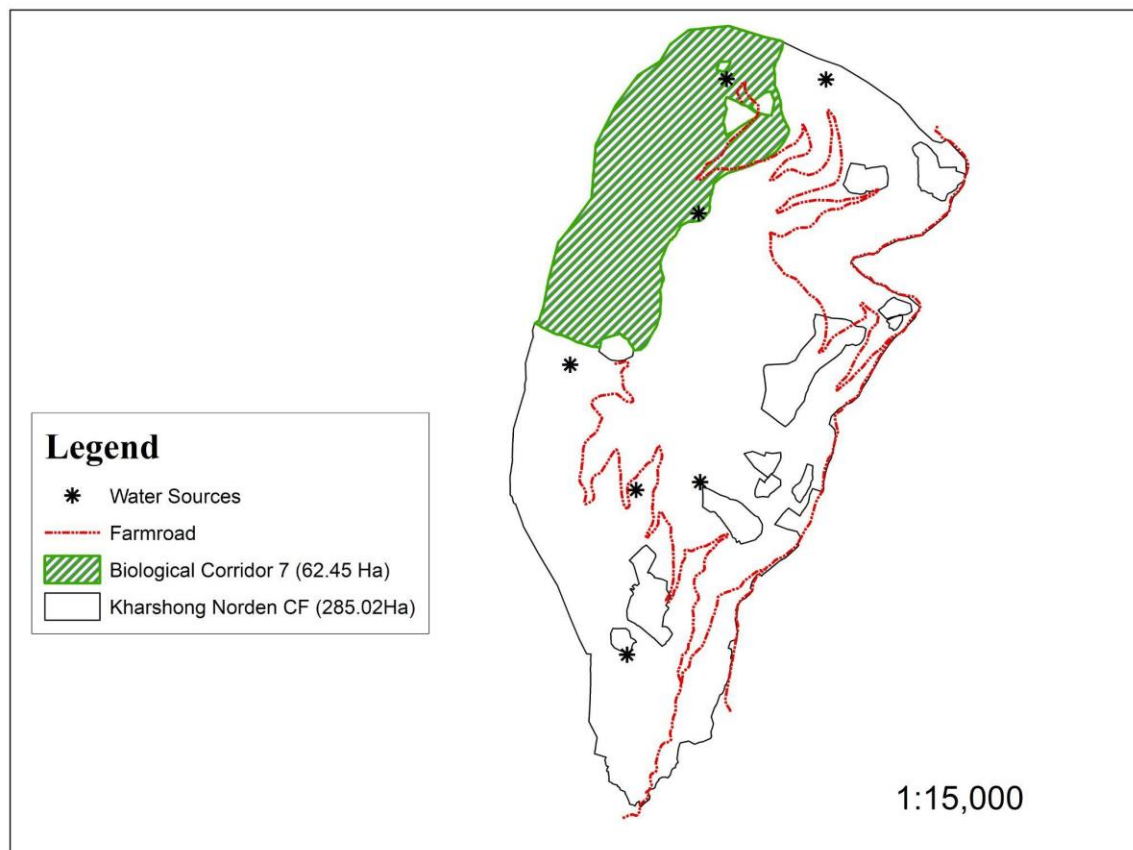 Legend
Water Sources
Farmroad
Biological Corridor 7 (62.45 Ha)
Kharshong Norden CF (285.02Ha)
1:15,000